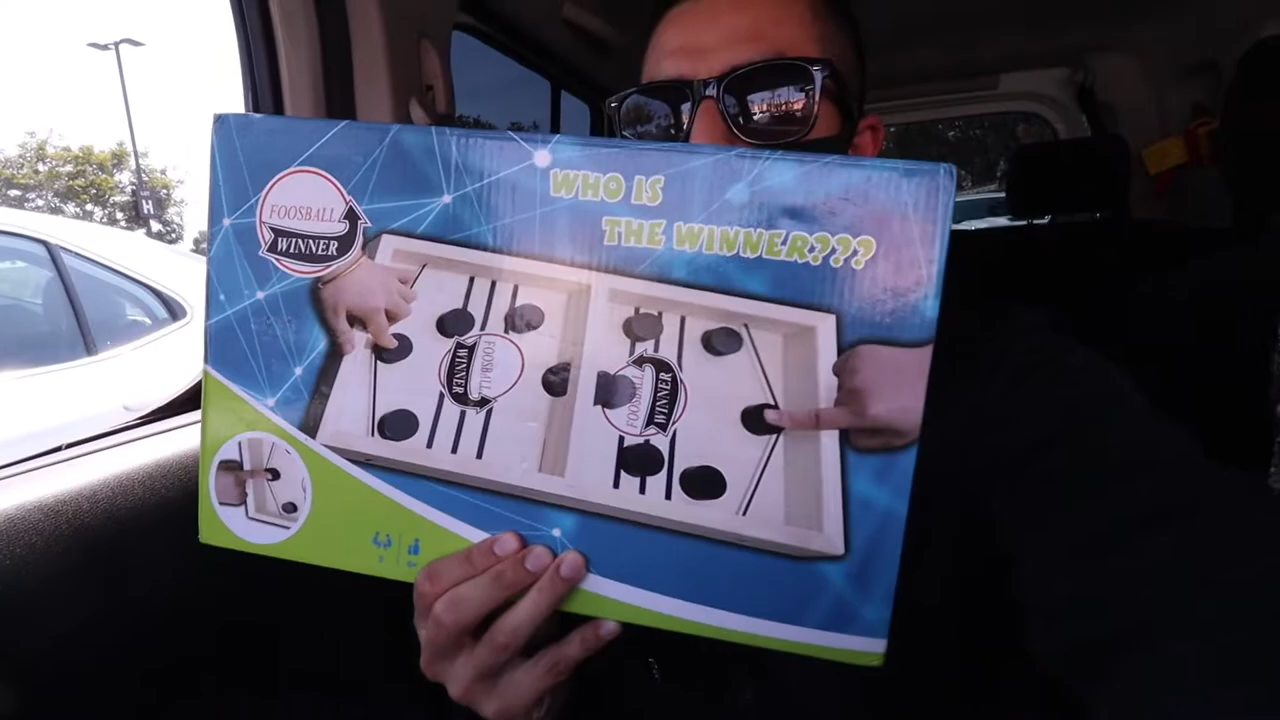 WHO IS
THE WINNER???
FOOSBALL
WINNER
FOOSBALL
WINNER
FOOSBALL
WINNER
H